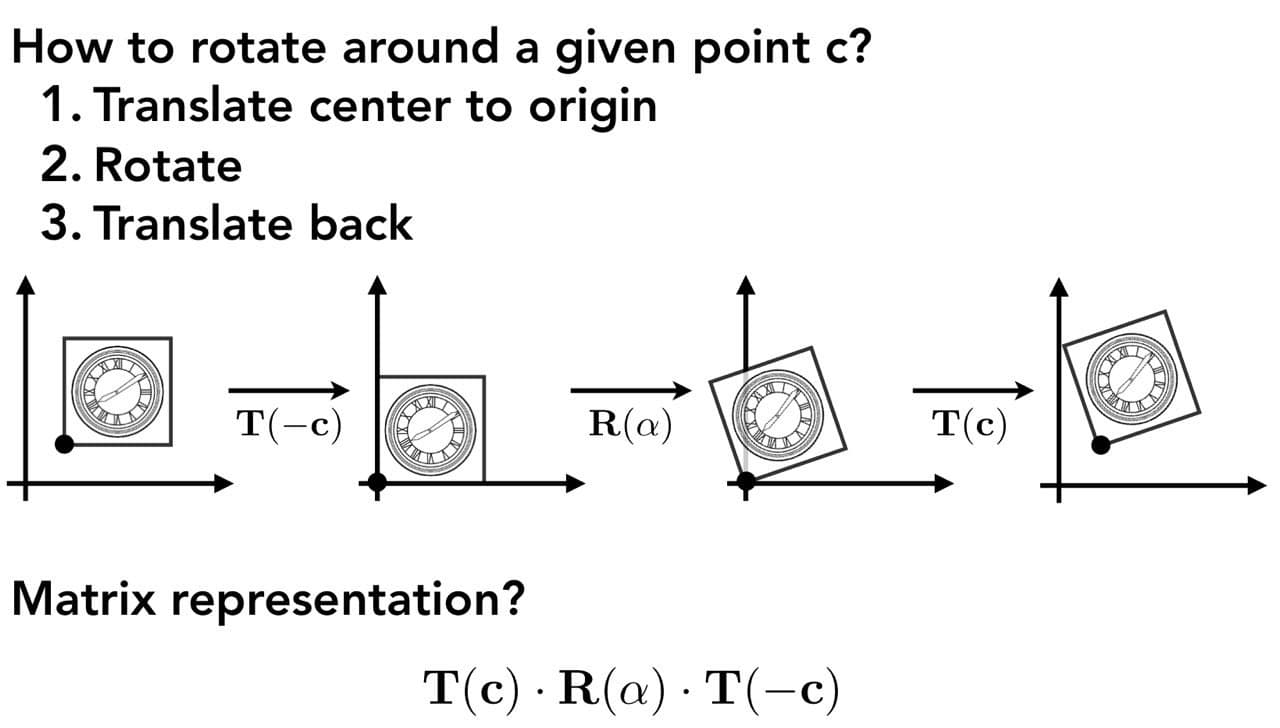 How to rotate around a given point c?
1. Translate center to origin
2. Rotate
3. Translate back
T(−c)
R(α)
T(c)
Matrix representation?
T(c) · R(α) · T(−c)